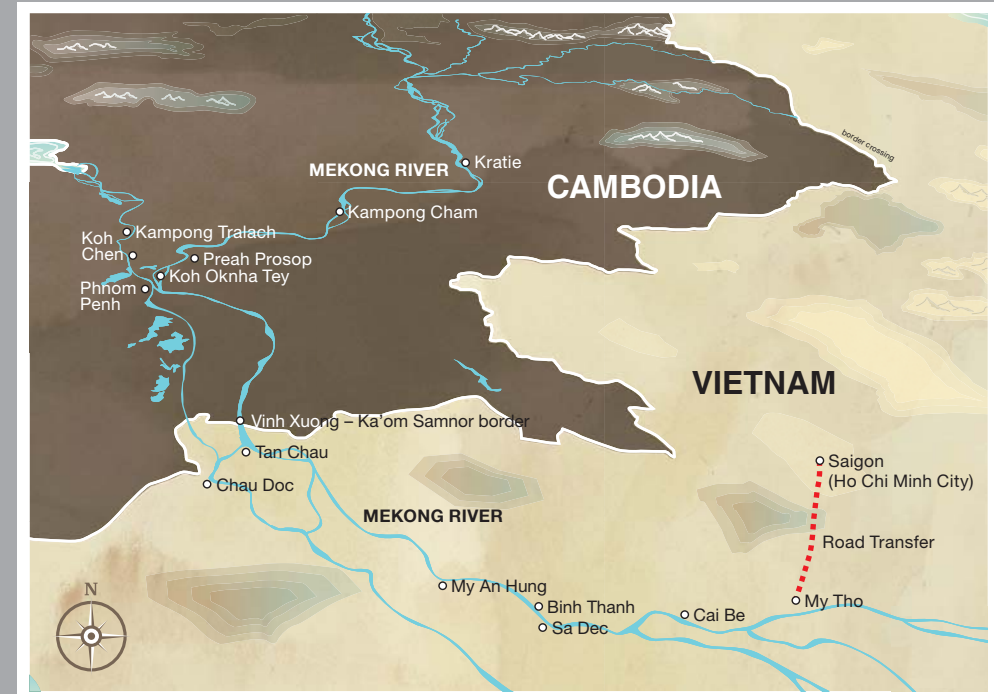 border crossing
Kratie
MEKONG RIVER
CAMBODIA
Kampong Cham
Kampong Tralach
Koh
Chen
Preah Prosop
Koh Oknha Tey
Phnom
Penh
VIETNAM
Vinh Xuong – Ka'om Samnor border
Tan Chau
Saigon
(Ho Chi Minh City)
Chau Doc
MEKONG RIVER
Road Transfer
N
My An Hung
My Tho
Binh Thanh
Cai Be
Sa Dec